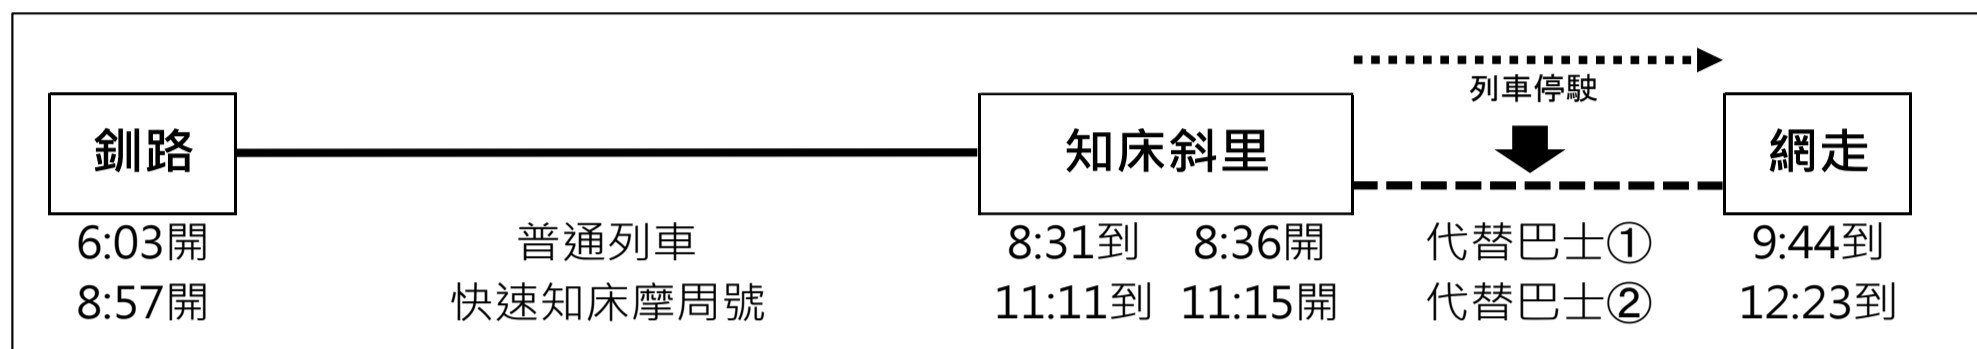 列車停駛
釧路 知床斜里 網走
6:03開 普通列車 8:31到 8:36開 代替巴士① 9:44到
8:57開 快速知床摩周號 11:11到 11:15開 代替巴士② 12:23到